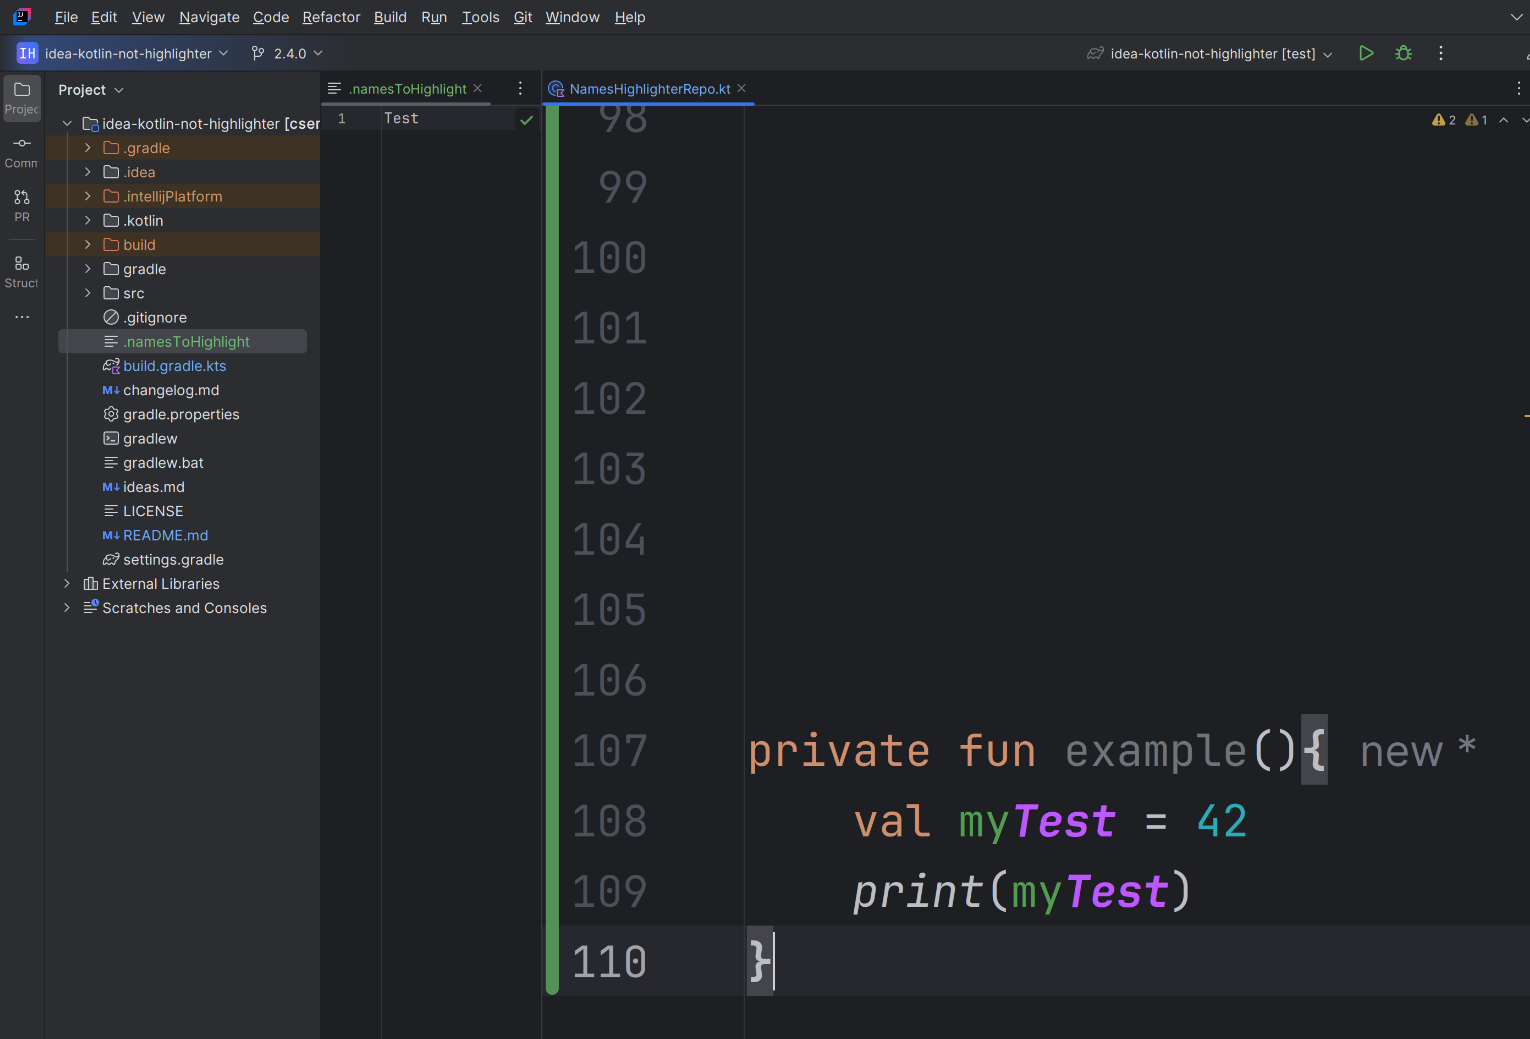 File Edit View Navigate Code Refactor Build Run Tools Git Window Help
IH idea-kotlin-not-highlighter 2.4.0 idea-kotlin-not-highlighter [test]
Project
Comm
PR
Struct
Project
idea-kotlin-not-highlighter [cser
.gradle
.idea
.intellijPlatform
.kotlin
build
gradle
src
.gitignore
.namesToHighlight
build.gradle.kts
M↓ changelog.md
gradle.properties
gradlew
gradlew.bat
M↓ ideas.md
LICENSE
M↓ README.md
settings.gradle
External Libraries
Scratches and Consoles
.namesToHighlight
1 Test
NamesHighlighterRepo.kt
2 1
98
99
100
101
102
103
104
105
106
107 private fun example(){ new *
108 val myTest = 42
109 print(myTest)
110 }